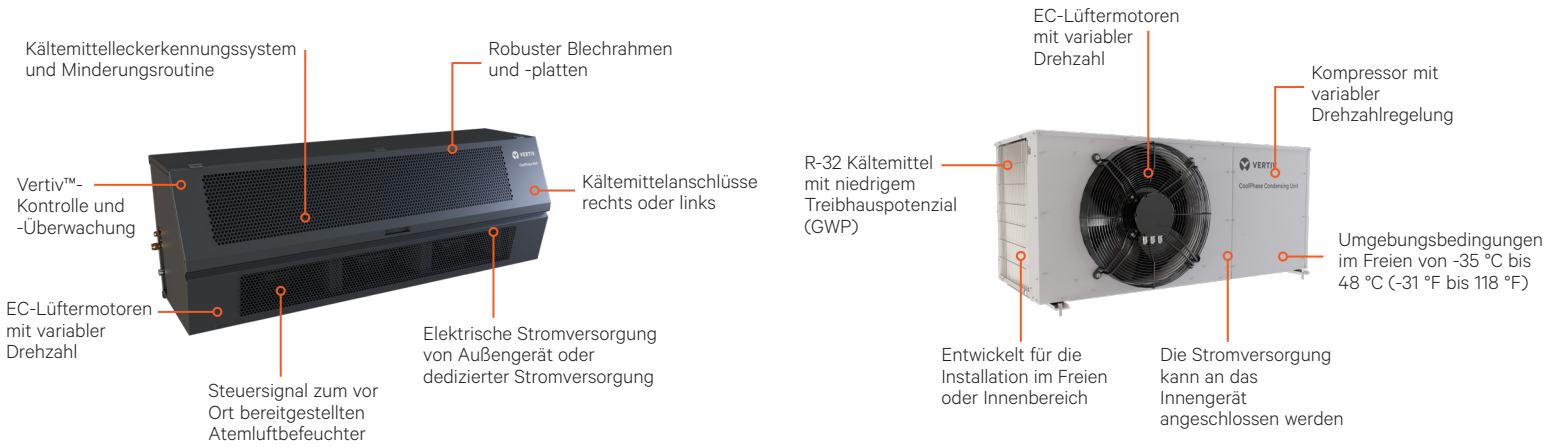 Kältemittelleckerkennungssystem
und Minderungsroutine
Robuster Blechrahmen
und -platten
Vertiv™-
Kontrolle und
-Überwachung
Kältemittelanschlüsse
rechts oder links
EC-Lüftermotoren
mit variabler
Drehzahl
Steuersignal zum vor
Ort bereitgestellten
Atemluftbefeuchter
Elektrische Stromversorgung
von Außengerät oder
dedizierter Stromversorgung
VERTIV
EC-Lüftermotoren
mit variabler
Drehzahl
Kompressor mit
variabler
Drehzahlregelung
R-32 Kältemittel
mit niedrigem
Treibhauspotenzial
(GWP)
VERTIV
CoolPhase Condensing Unit
Umgebungsbedingungen
im Freien von -35 °C bis
48 °C (-31 °F bis 118 °F)
Entwickelt für die
Installation im Freien
oder Innenbereich
Die Stromversorgung
kann an das
Innengerät
angeschlossen werden